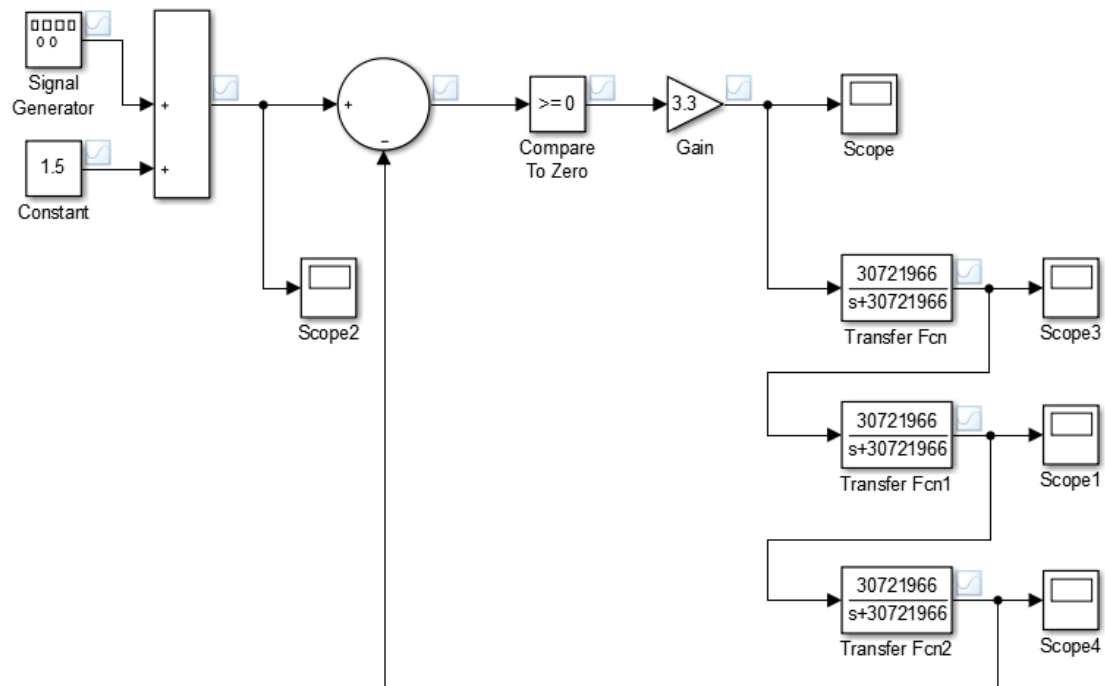 Signal
Generator
+
+
1.5
Constant
Scope2
+
−
>= 0
Compare
To Zero
3.3
Gain
Scope
30721966
s+30721966
Transfer Fcn
Scope3
30721966
s+30721966
Transfer Fcn1
Scope1
30721966
s+30721966
Transfer Fcn2
Scope4